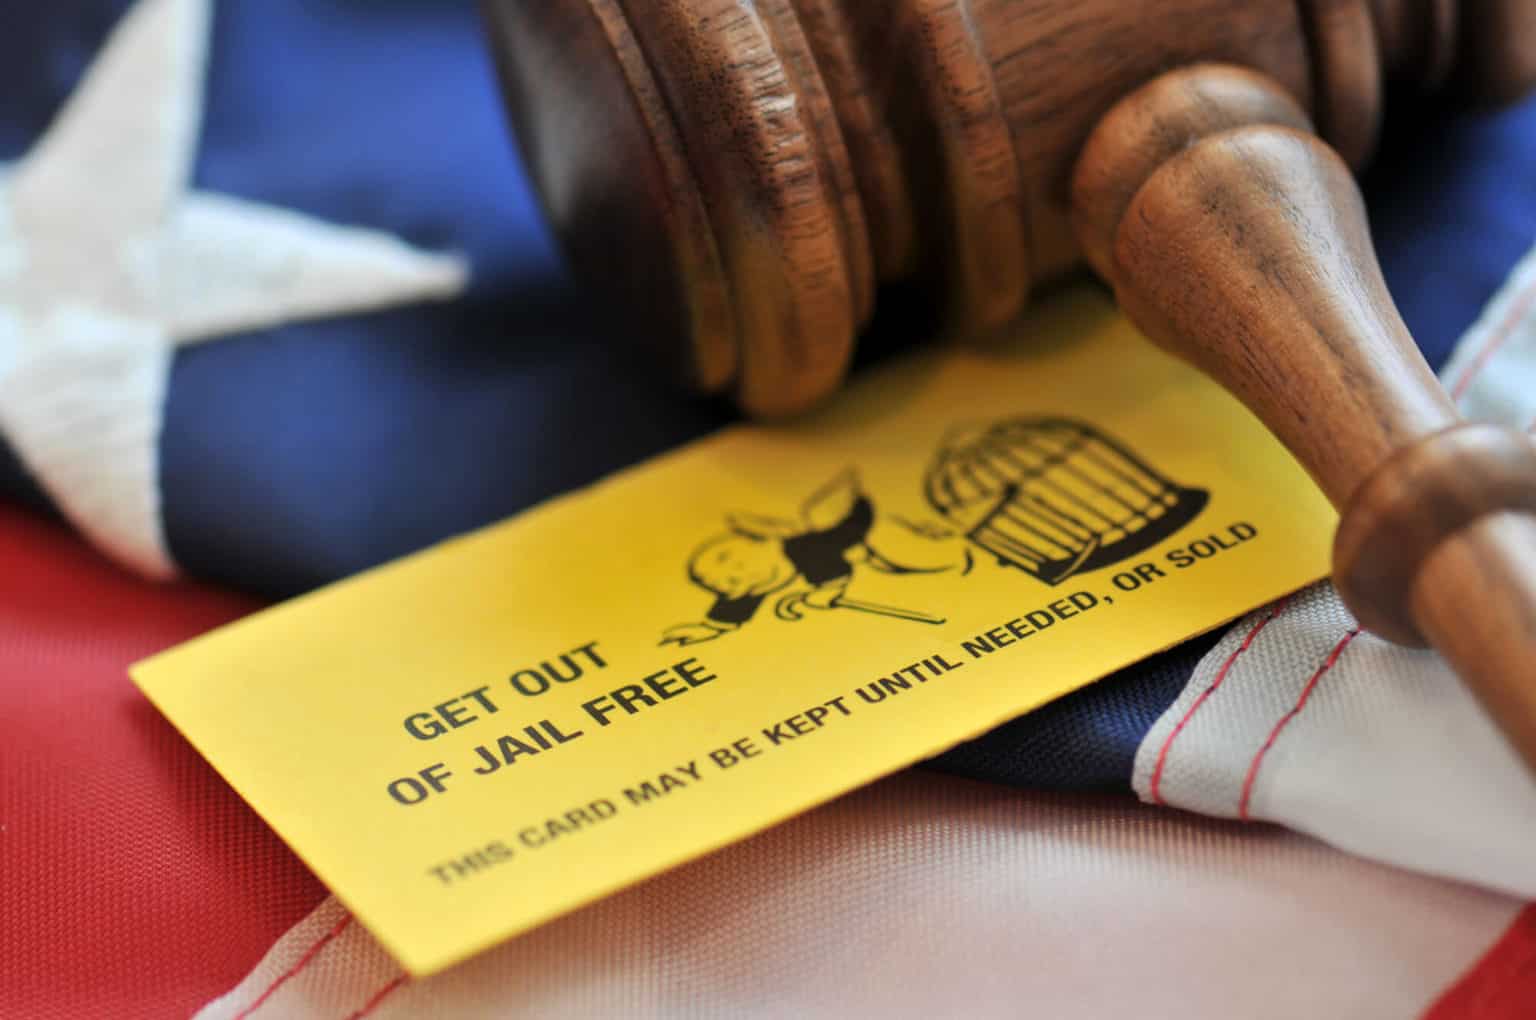 GET OUT
OF JAIL FREE
THIS CARD MAY BE KEPT UNTIL NEEDED, OR SOLD